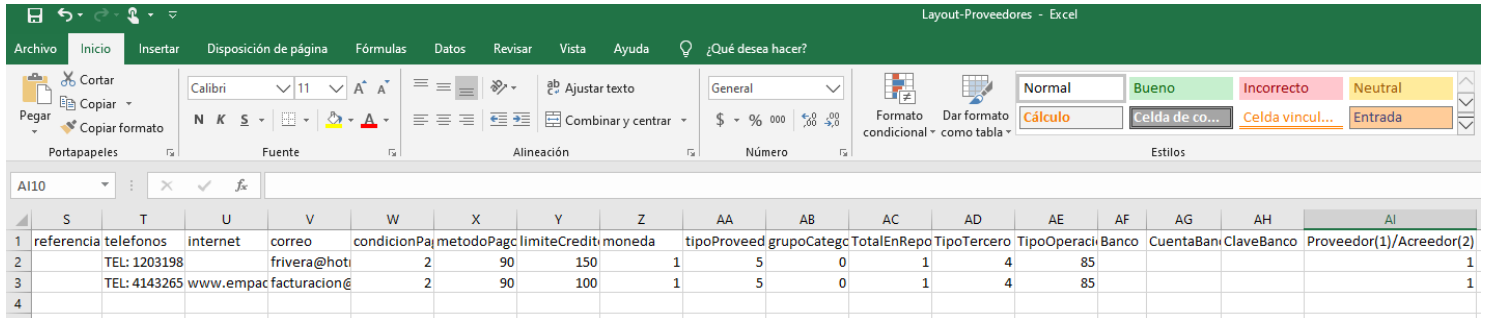 Layout-Proveedores - Excel
Archivo Inicio Insertar Disposición de página Fórmulas Datos Revisar Vista Ayuda ¿Qué desea hacer?
Pegar
Cortar
Copiar
Copiar formato
Portapapeles
Calibri 11 A A
N K S A
Fuente
ab Ajustar texto
Combinar y centrar
Alineación
General
$ % 000 ,00 ,0
Número
Formato condicional
Dar formato como tabla
Normal Bueno Incorrecto Neutral
Cálculo Celda de co... Celda vincul... Entrada
Estilos
AI10 fx
S T U V W X Y Z AA AB AC AD AE AF AG AH AI
1 referencia telefonos internet correo condicionPa metodoPago limiteCredit moneda tipoProveed grupoCatego TotalEnRepo TipoTercero TipoOperaci Banco CuentaBan ClaveBanco Proveedor(1)/Acreedor(2)
2 TEL: 1203198 frivera@hot 2 90 150 1 5 0 1 4 85 1
3 TEL: 4143265 www.empac facturacion@ 2 90 100 1 5 0 1 4 85 1
4